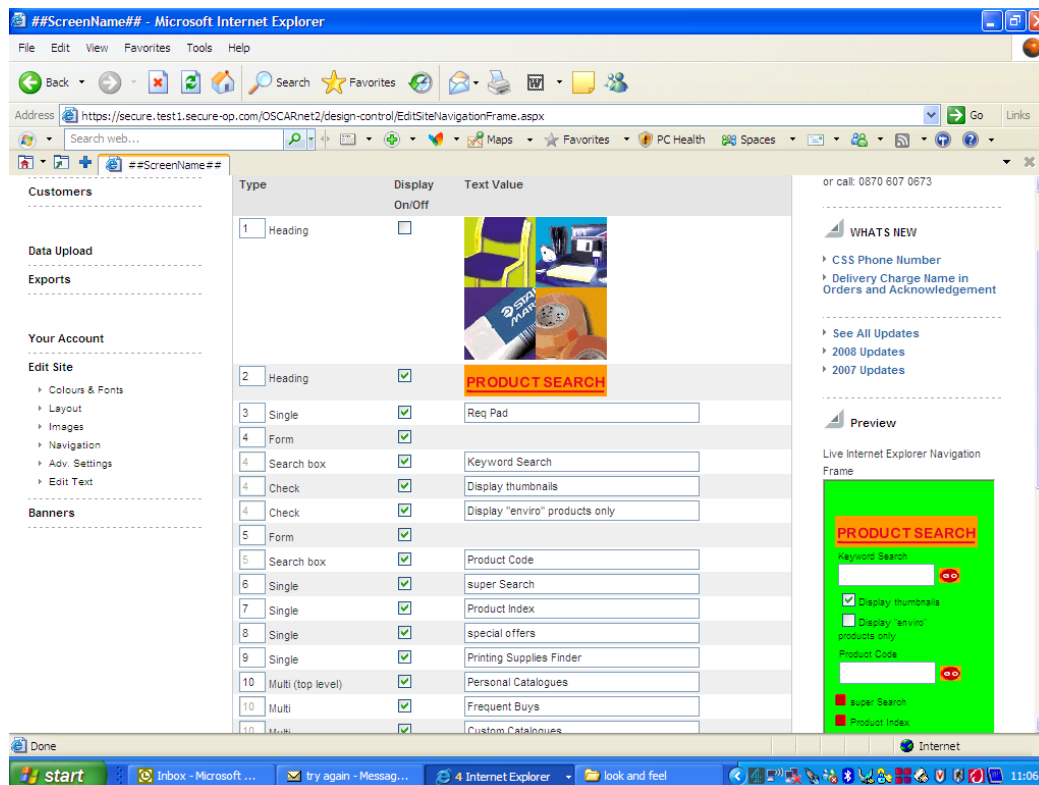 ##ScreenName## - Microsoft Internet Explorer
File Edit View Favorites Tools Help
Back Search Favorites
Address https://secure.test1.secure-op.com/OSCARnet2/design-control/EditSiteNavigationFrame.aspx Go Links
Search web... Maps Favorites PC Health Spaces
##ScreenName##
Customers
Data Upload
Exports
Your Account
Edit Site
Colours & Fonts
Layout
Images
Navigation
Adv. Settings
Edit Text
Banners
Type Display On/Off Text Value
1 Heading
2 Heading PRODUCT SEARCH
3 Single Req Pad
4 Form
4 Search box Keyword Search
4 Check Display thumbnails
4 Check Display "enviro" products only
5 Form
5 Search box Product Code
6 Single super Search
7 Single Product Index
8 Single special offers
9 Single Printing Supplies Finder
10 Multi (top level) Personal Catalogues
10 Multi Frequent Buys
10 Multi Custom Catalogues
or call: 0870 607 0673
WHATS NEW
CSS Phone Number
Delivery Charge Name in
Orders and Acknowledgement
See All Updates
2008 Updates
2007 Updates
Preview
Live Internet Explorer Navigation
Frame
PRODUCT SEARCH
Keyword Search
GO
Display thumbnails
Display "enviro"
products only
Product Code
GO
super Search
Product Index
Done Internet
start Inbox - Microsoft ... try again - Messag... 4 Internet Explorer look and feel 11:06